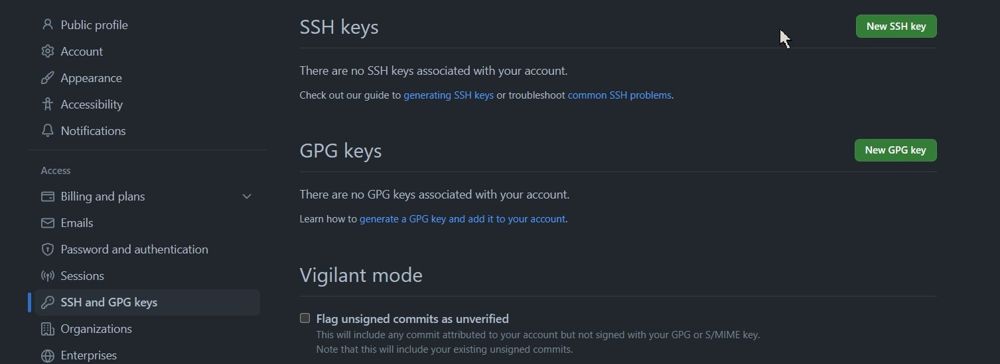 Public profile
Account
Appearance
Accessibility
Notifications
Access
Billing and plans
Emails
Password and authentication
Sessions
SSH and GPG keys
Organizations
Enterprises
SSH keys
New SSH key
There are no SSH keys associated with your account.
Check out our guide to generating SSH keys or troubleshoot common SSH problems.
GPG keys
New GPG key
There are no GPG keys associated with your account.
Learn how to generate a GPG key and add it to your account.
Vigilant mode
Flag unsigned commits as unverified
This will include any commit attributed to your account but not signed with your GPG or S/MIME key.
Note that this will include your existing unsigned commits.